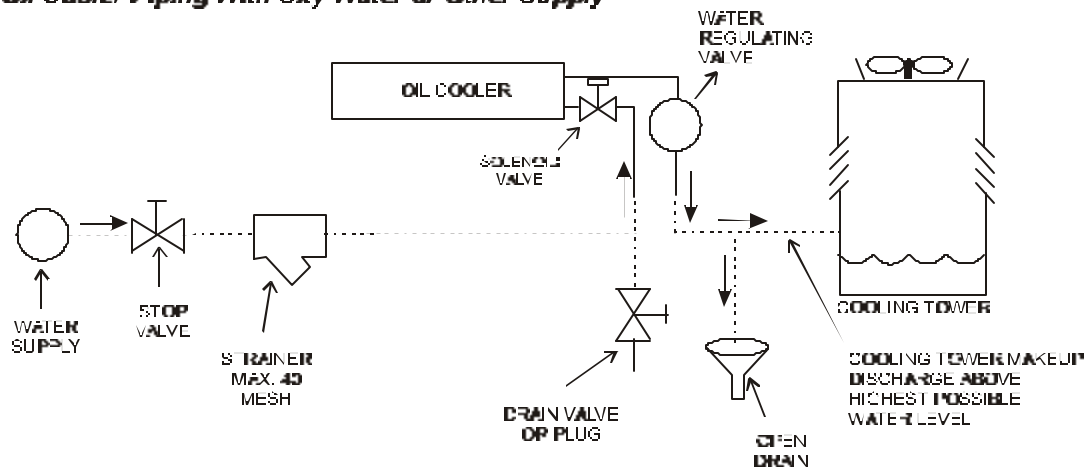 Piping With City Water or Other Supply
WATER
REGULATING
VALVE
OIL COOLER
SOLENOID
VALVE
STOP
VALVE
WATER
SUPPLY
STRAINER
MAX. 40
MESH
DRAIN VALVE
OR PLUG
OPEN
DRAIN
COOLING TOWER
COOLING TOWER MAKEUP
DISCHARGE ABOVE
HIGHEST POSSIBLE
WATER LEVEL